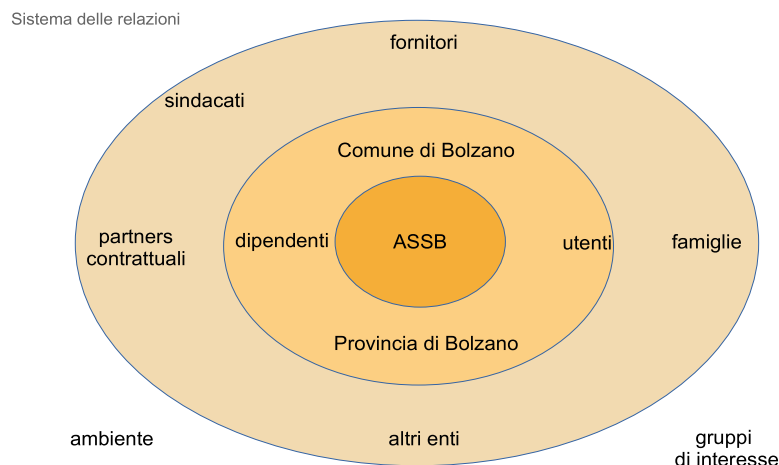 Sistema delle relazioni
fornitori
sindacati
Comune di Bolzano
partners
contrattuali
dipendenti
ASSB
utenti
famiglie
Provincia di Bolzano
ambiente
altri enti
gruppi
di interesse